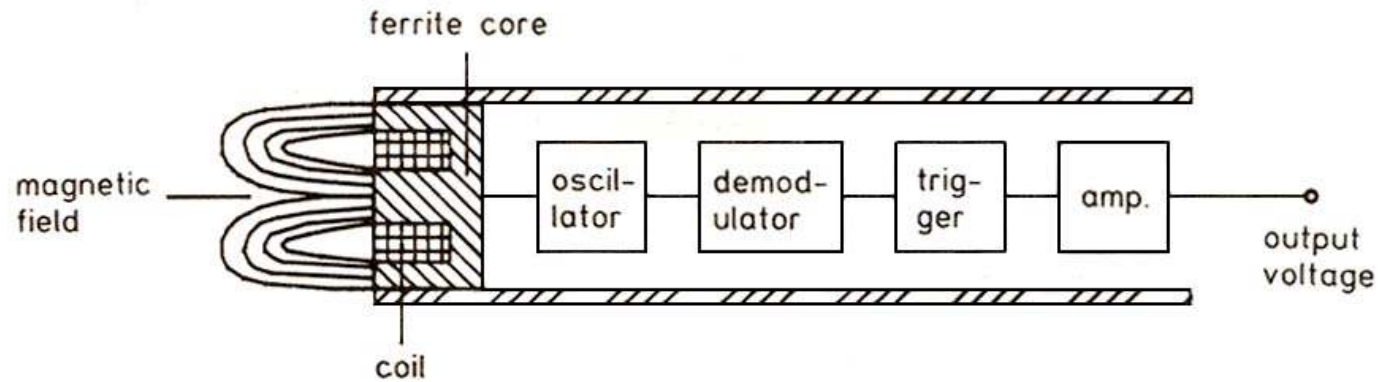 ferrite core
magnetic
field
oscil-
lator
demod-
ulator
trig-
ger
amp.
output
voltage
coil